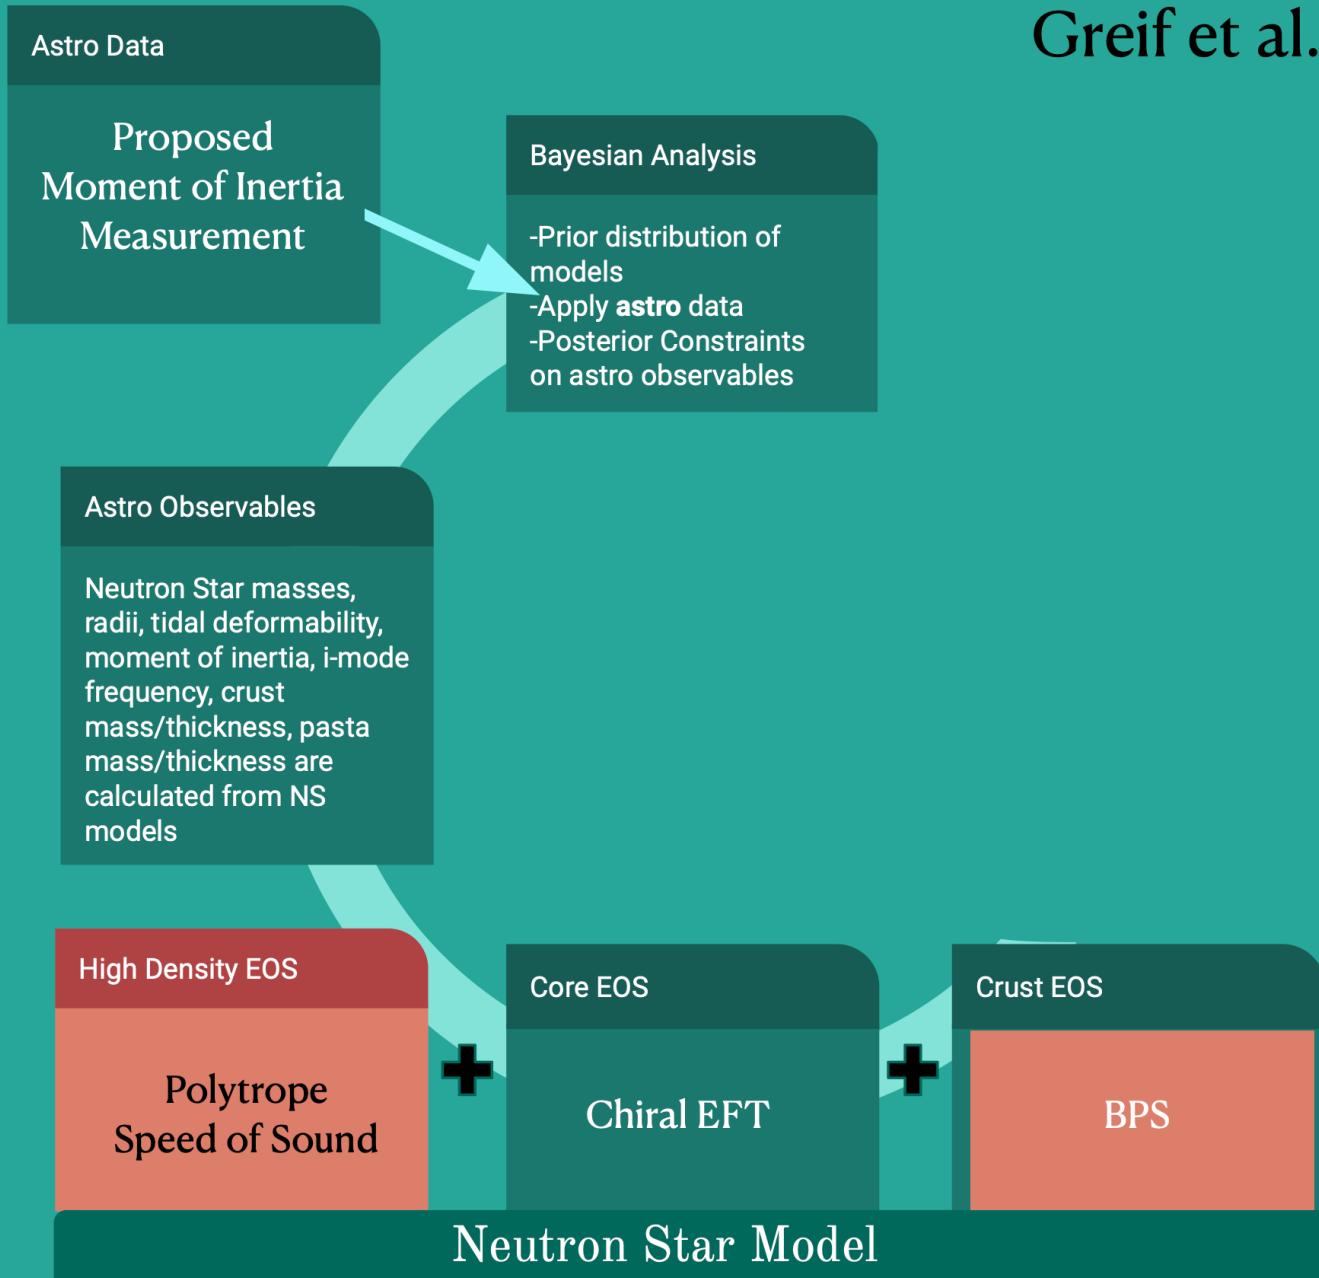 Greif et al.
Astro Data
Proposed
Moment of Inertia
Measurement
Bayesian Analysis
-Prior distribution of
models
-Apply astro data
-Posterior Constraints
on astro observables
Astro Observables
Neutron Star masses,
radii, tidal deformability,
moment of inertia, i-mode
frequency, crust
mass/thickness, pasta
mass/thickness are
calculated from NS
models
High Density EOS
Polytrope
Speed of Sound
Core EOS
Chiral EFT
Crust EOS
BPS
Neutron Star Model